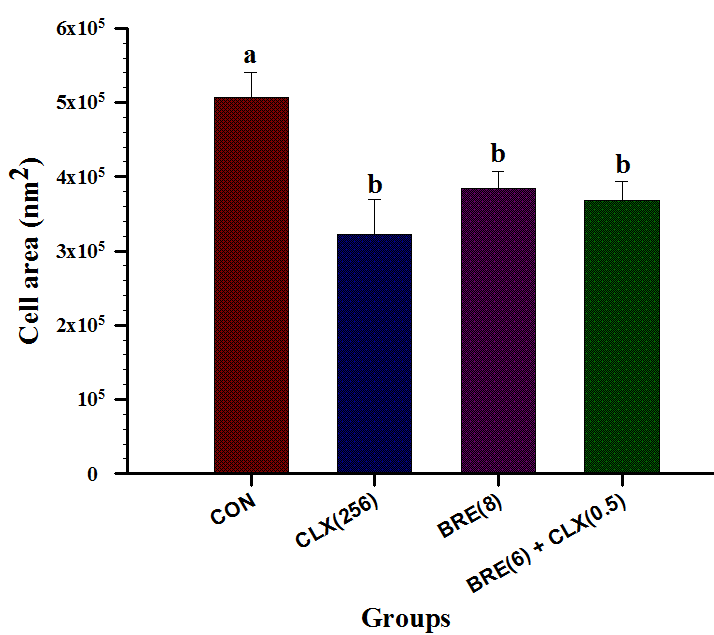 Cell area (nm²)
6x10⁵
5x10⁵
4x10⁵
3x10⁵
2x10⁵
10⁵
0
a
b
b
b
CON
CLX(256)
BRE(8)
BRE(6) + CLX(0.5)
Groups